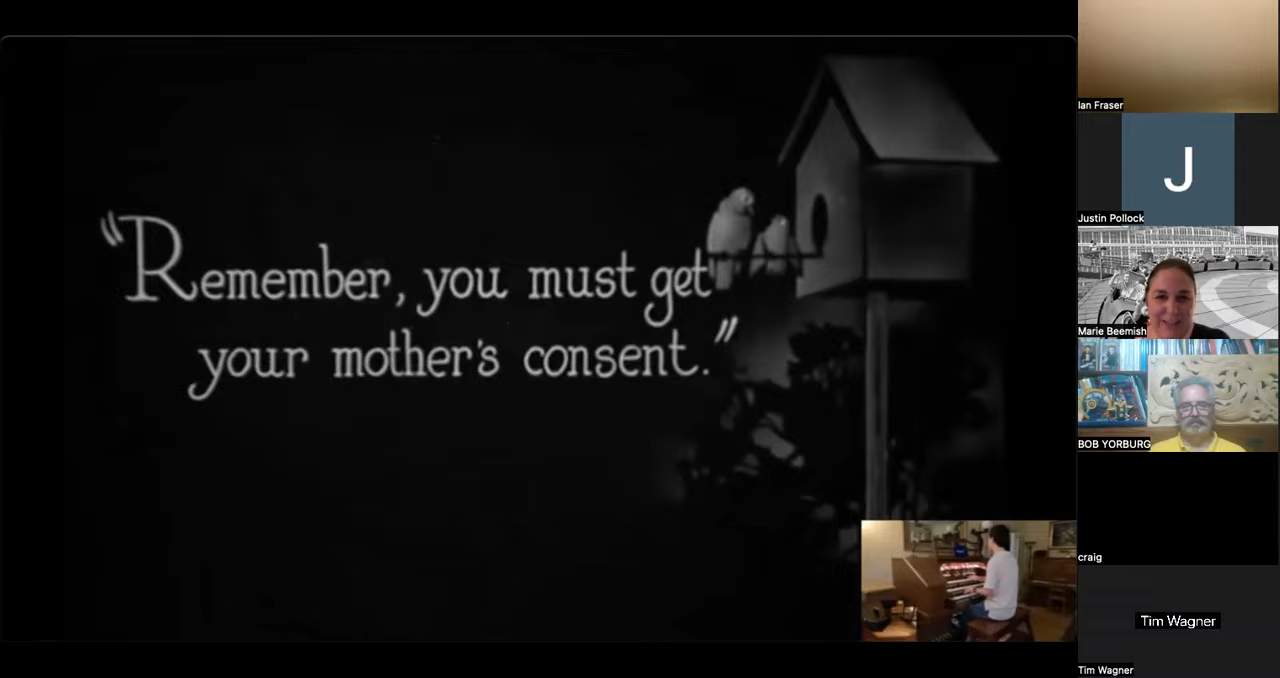 "Remember, you must get
your mother's consent."
Ian Fraser
J
Justin Pollock
Marie Beemish
BOB YORBURG
craig
Tim Wagner
Tim Wagner